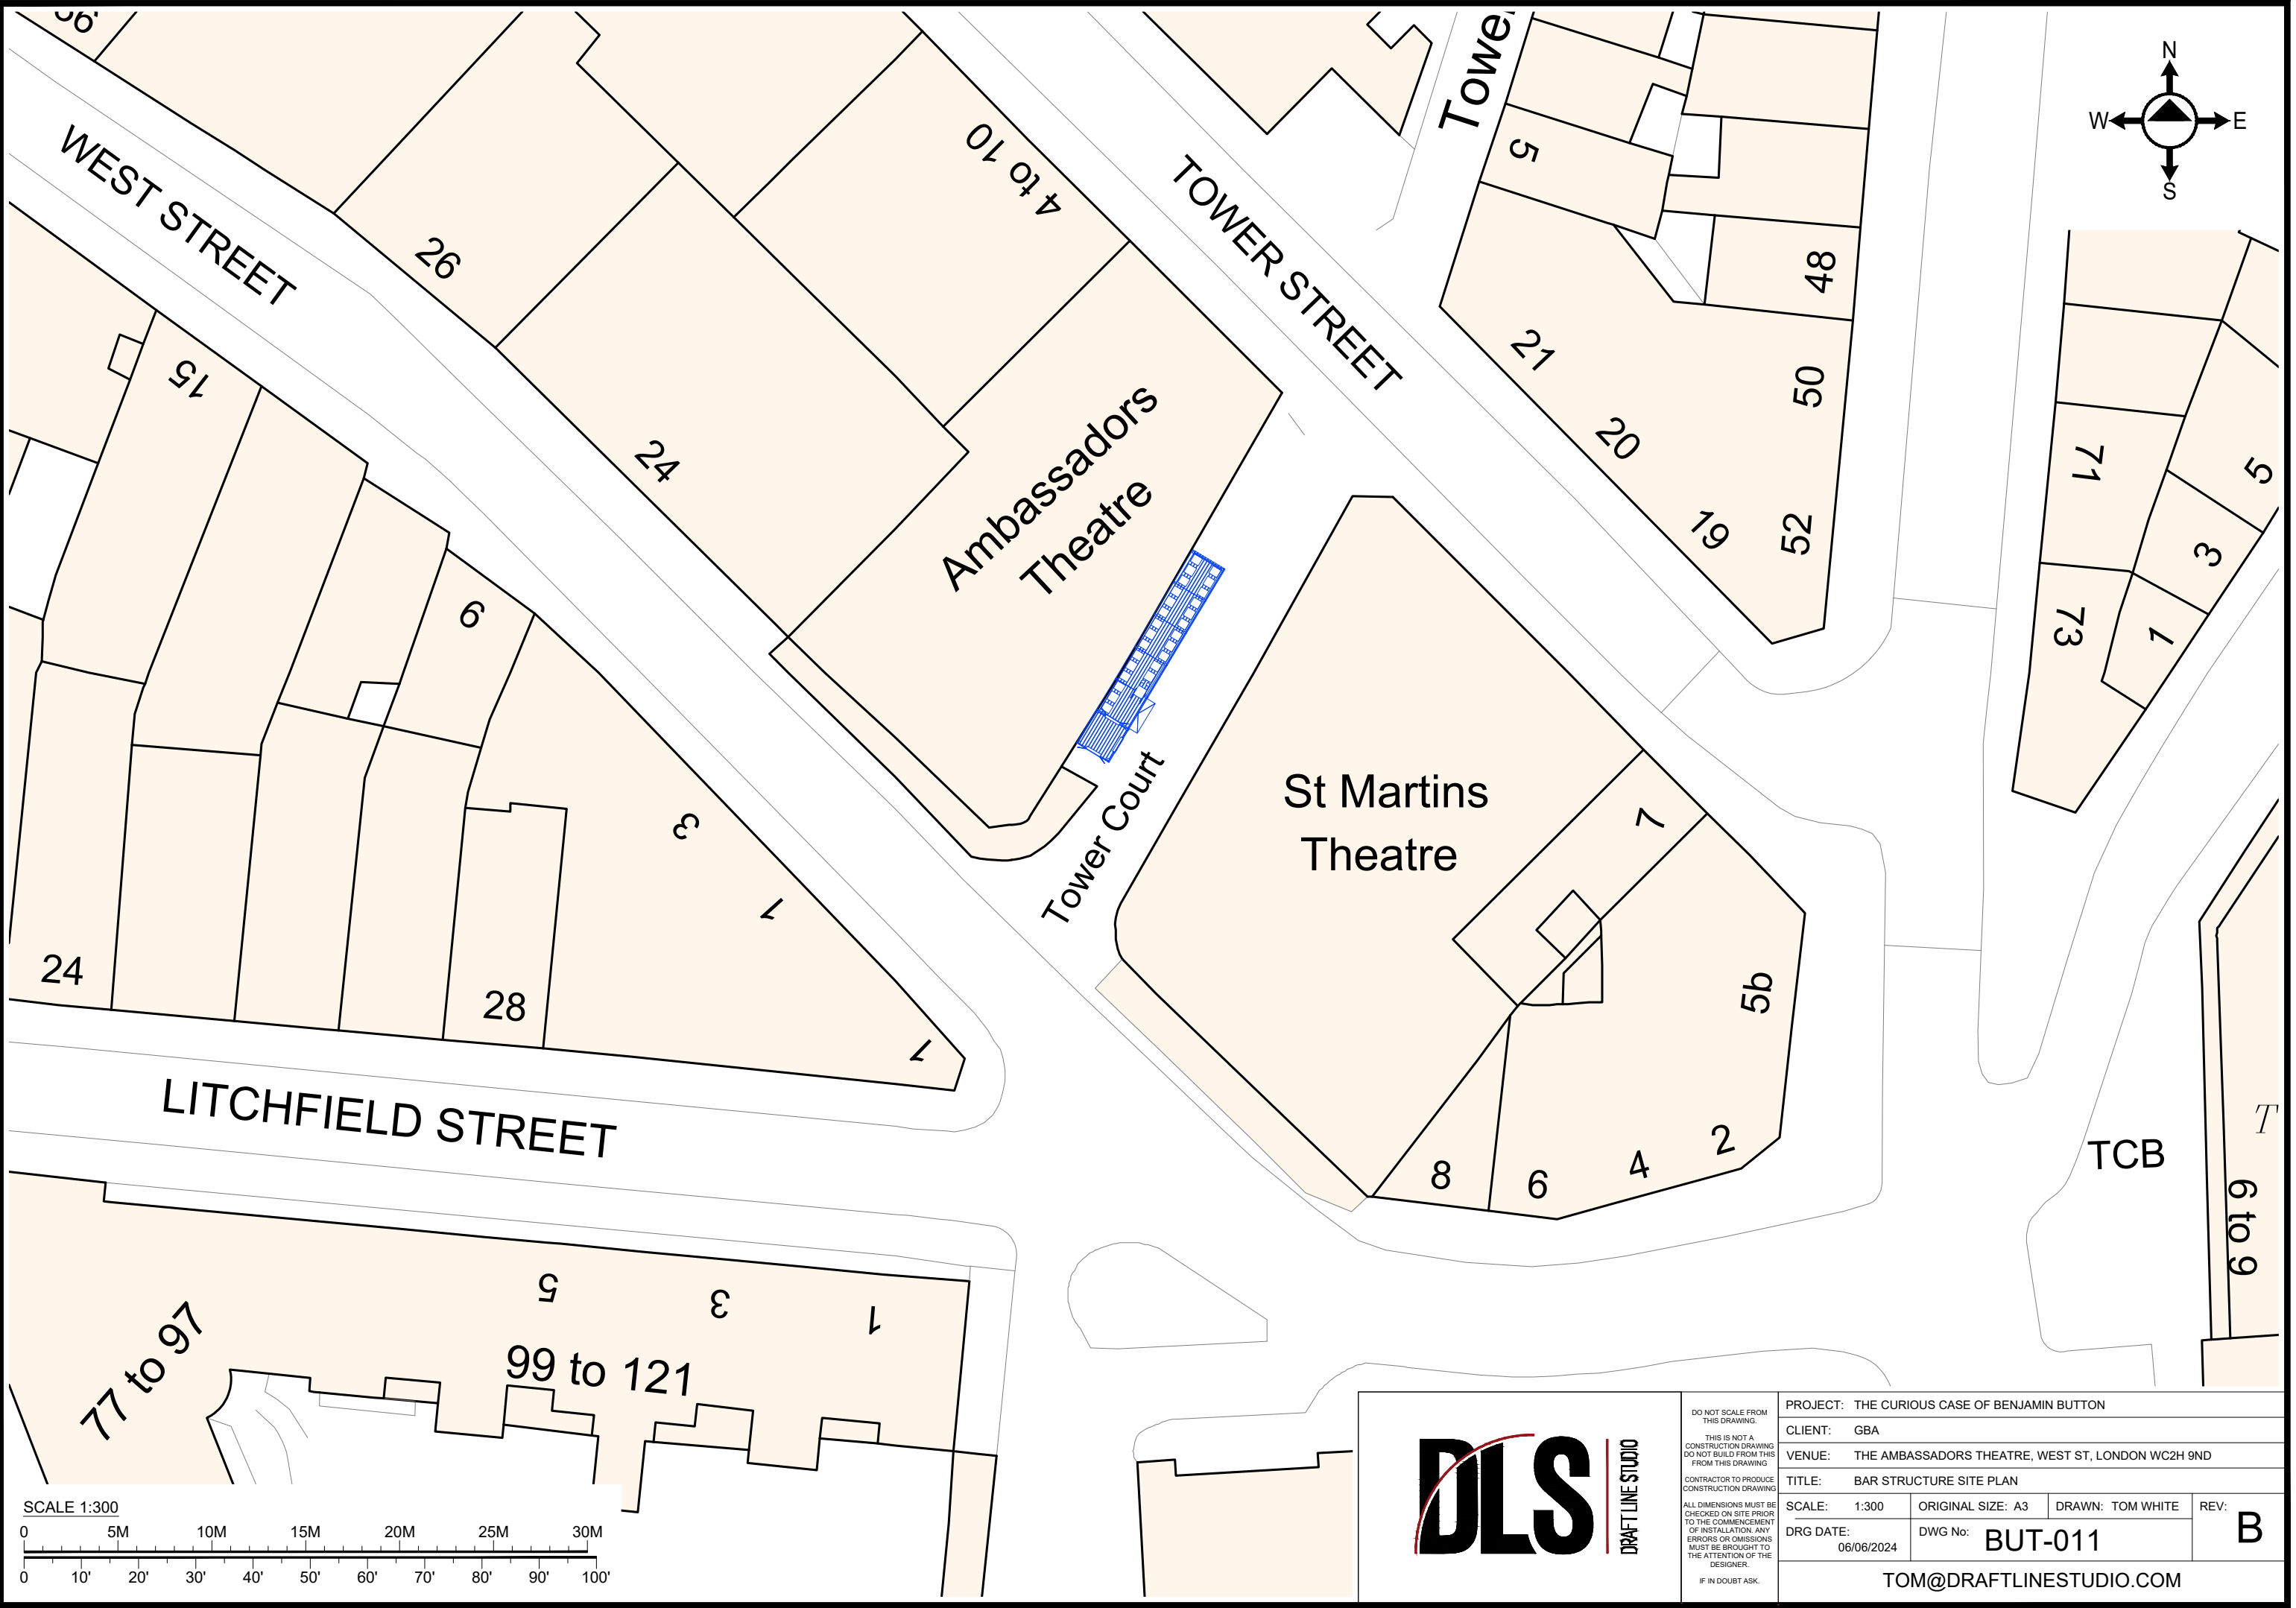 36
WEST STREET
26
15
24
4 to 10
TOWER STREET
Tower
5
48
21
50
20
19
52
N
W
E
S
71
5
3
73
1
Ambassadors
Theatre
9
3
1
1
24
28
Tower Court
St Martins
Theatre
7
5b
8
6
4
2
LITCHFIELD STREET
TCB
T
6 to 9
5
3
1
77 to 97
99 to 121
SCALE 1:300
0 5M 10M 15M 20M 25M 30M
0 10' 20' 30' 40' 50' 60' 70' 80' 90' 100'
DLS
DRAFT LINE STUDIO
DO NOT SCALE FROM
THIS DRAWING.
THIS IS NOT A
CONSTRUCTION DRAWING
DO NOT BUILD FROM THIS
FROM THIS DRAWING
CONTRACTOR TO PRODUCE
CONSTRUCTION DRAWING
ALL DIMENSIONS MUST BE
CHECKED ON SITE PRIOR
TO THE COMMENCEMENT
OF INSTALLATION. ANY
ERRORS OR OMISSIONS
MUST BE BROUGHT TO
THE ATTENTION OF THE
DESIGNER.
IF IN DOUBT ASK.
PROJECT: THE CURIOUS CASE OF BENJAMIN BUTTON
CLIENT: GBA
VENUE: THE AMBASSADORS THEATRE, WEST ST, LONDON WC2H 9ND
TITLE: BAR STRUCTURE SITE PLAN
SCALE: 1:300 ORIGINAL SIZE: A3 DRAWN: TOM WHITE REV: B
DRG DATE: 06/06/2024 DWG No: BUT-011
TOM@DRAFTLINESTUDIO.COM